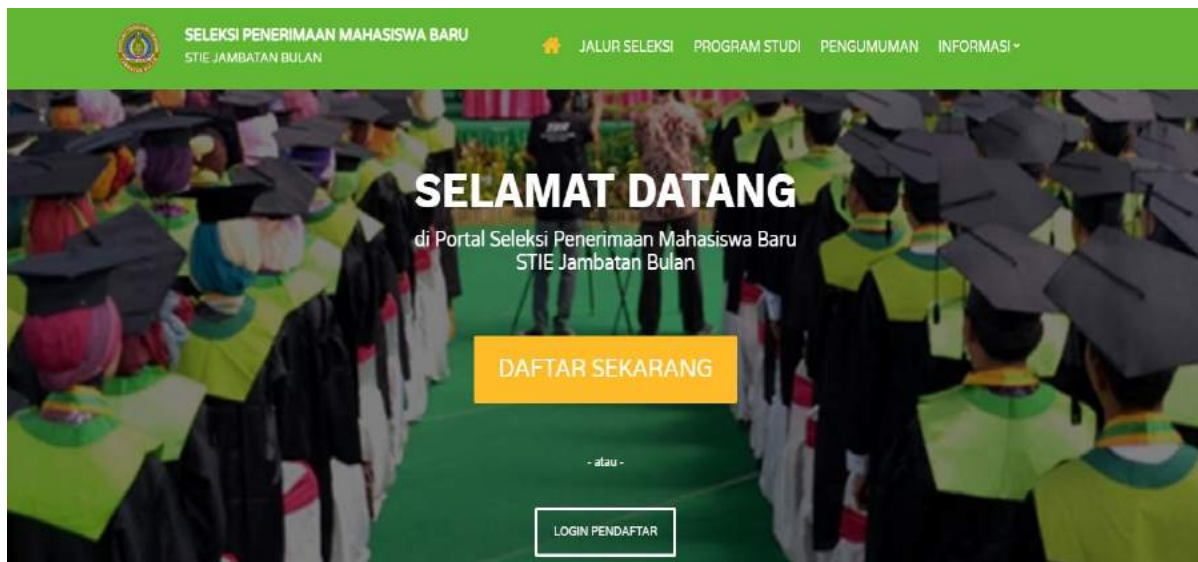 SELEKSI PENERIMAAN MAHASISWA BARU
STIE JAMBATAN BULAN
JALUR SELEKSI PROGRAM STUDI PENGUMUMAN INFORMASI
SELAMAT DATANG
di Portal Seleksi Penerimaan Mahasiswa Baru
STIE Jambatan Bulan
DAFTAR SEKARANG
- atau -
LOGIN PENDAFTAR